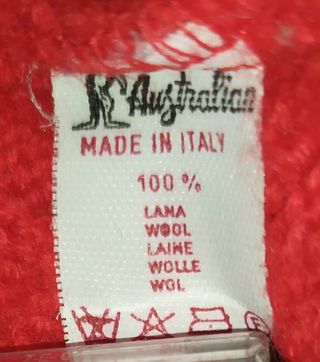 Australian
MADE IN ITALY
100 %
LANA
WOOL
LAINE
WOLLE
WOL